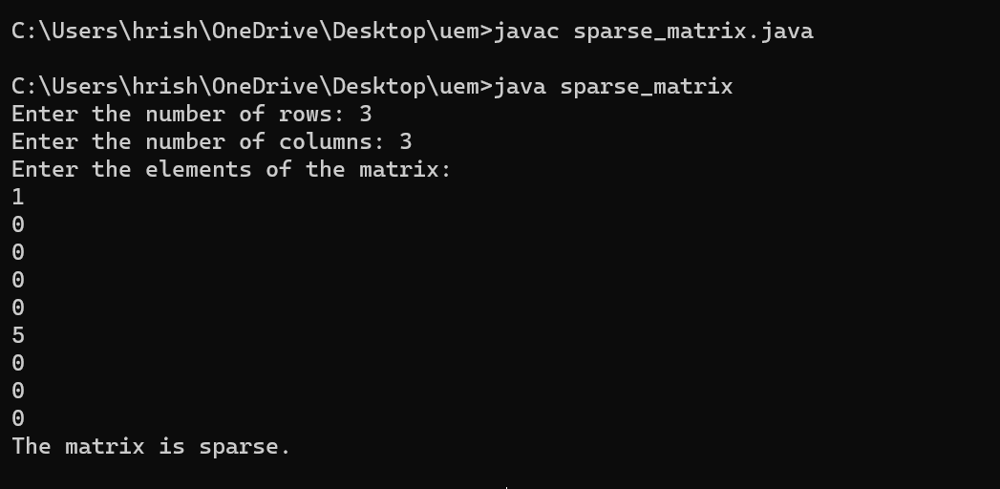 C:\Users\hrish\OneDrive\Desktop\uem>javac sparse_matrix.java
C:\Users\hrish\OneDrive\Desktop\uem>java sparse_matrix
Enter the number of rows: 3
Enter the number of columns: 3
Enter the elements of the matrix:
1
0
0
0
0
5
0
0
0
The matrix is sparse.